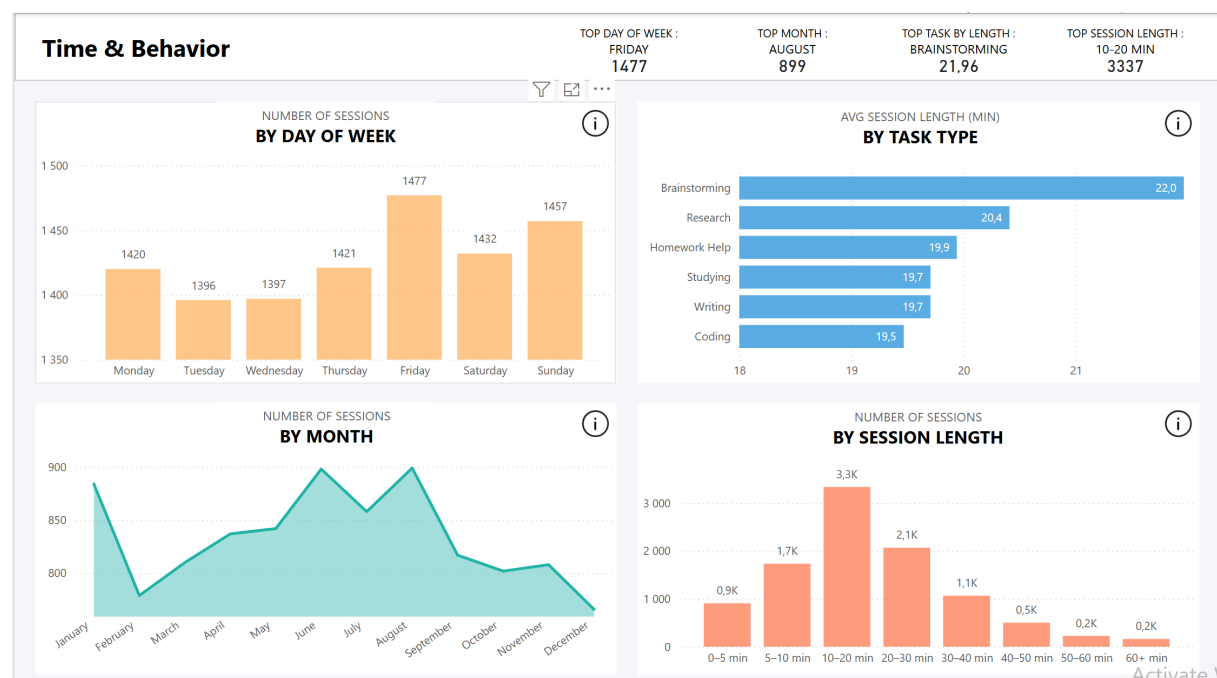 Time & Behavior
TOP DAY OF WEEK :
FRIDAY
1477
TOP MONTH :
AUGUST
899
TOP TASK BY LENGTH :
BRAINSTORMING
21,96
TOP SESSION LENGTH :
10-20 MIN
3337
NUMBER OF SESSIONS
BY DAY OF WEEK
1 500
1 450
1 400
1 350
1420
1396
1397
1421
1477
1432
1457
Monday
Tuesday
Wednesday
Thursday
Friday
Saturday
Sunday
AVG SESSION LENGTH (MIN)
BY TASK TYPE
Brainstorming 22,0
Research 20,4
Homework Help 19,9
Studying 19,7
Writing 19,7
Coding 19,5
18 19 20 21
NUMBER OF SESSIONS
BY MONTH
900
850
800
January
February
March
April
May
June
July
August
September
October
November
December
NUMBER OF SESSIONS
BY SESSION LENGTH
3 000
2 000
1 000
0
0,9K
1,7K
3,3K
2,1K
1,1K
0,5K
0,2K
0,2K
0–5 min
5–10 min
10–20 min
20–30 min
30–40 min
40–50 min
50–60 min
60+ min
Activate